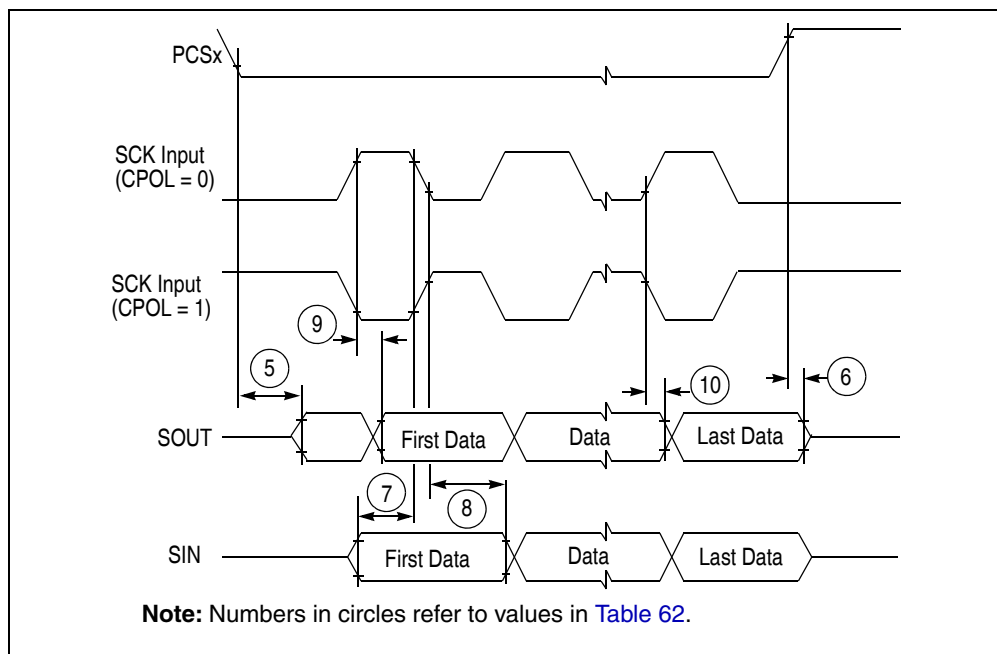 PCSx
SCK Input
(CPOL = 0)
SCK Input
(CPOL = 1)
9
5
10
6
SOUT
First Data
Data
Last Data
7
8
SIN
First Data
Data
Last Data
Note: Numbers in circles refer to values in Table 62.